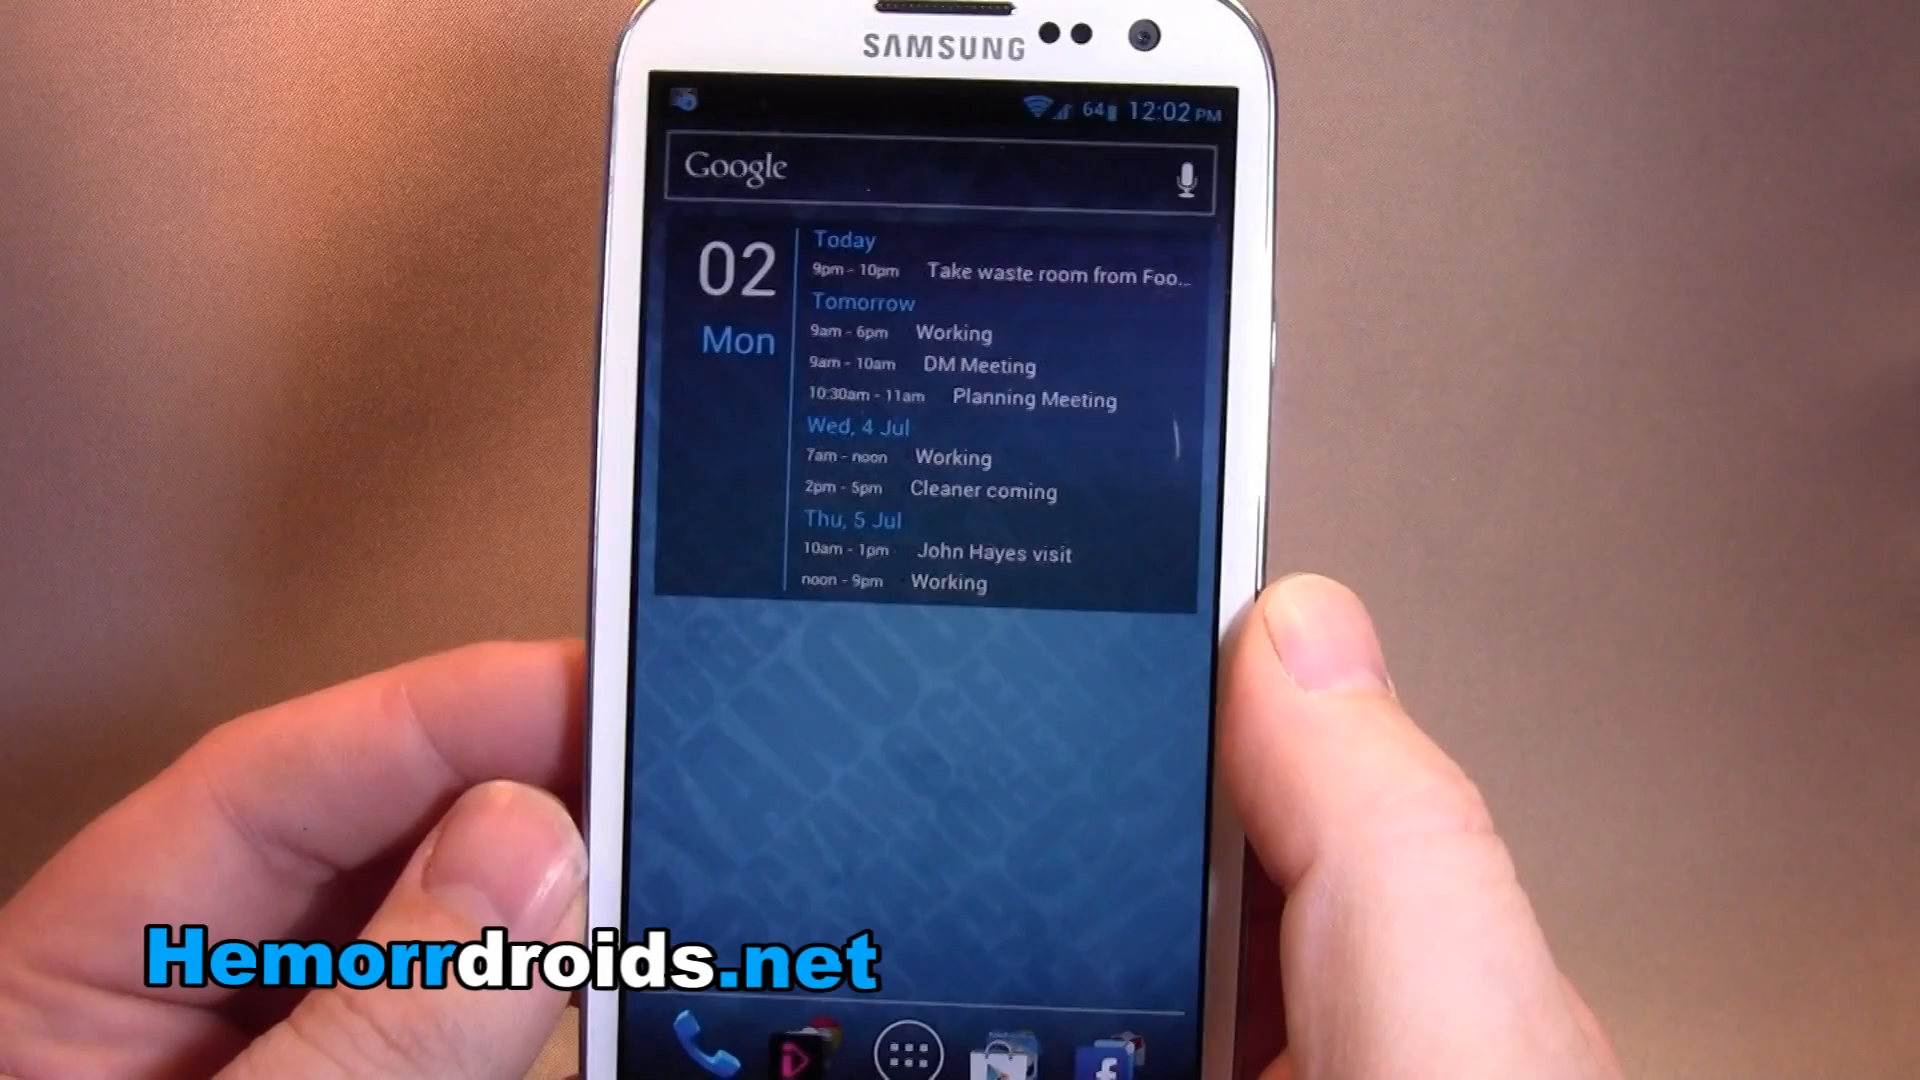 SAMSUNG
64 12:02 PM
Google
02
Mon
Today
9pm - 10pm Take waste room from Foo...
Tomorrow
9am - 6pm Working
9am - 10am DM Meeting
10:30am - 11am Planning Meeting
Wed, 4 Jul
7am - noon Working
2pm - 5pm Cleaner coming
Thu, 5 Jul
10am - 1pm John Hayes visit
noon - 9pm Working
Hemorrdroids.net